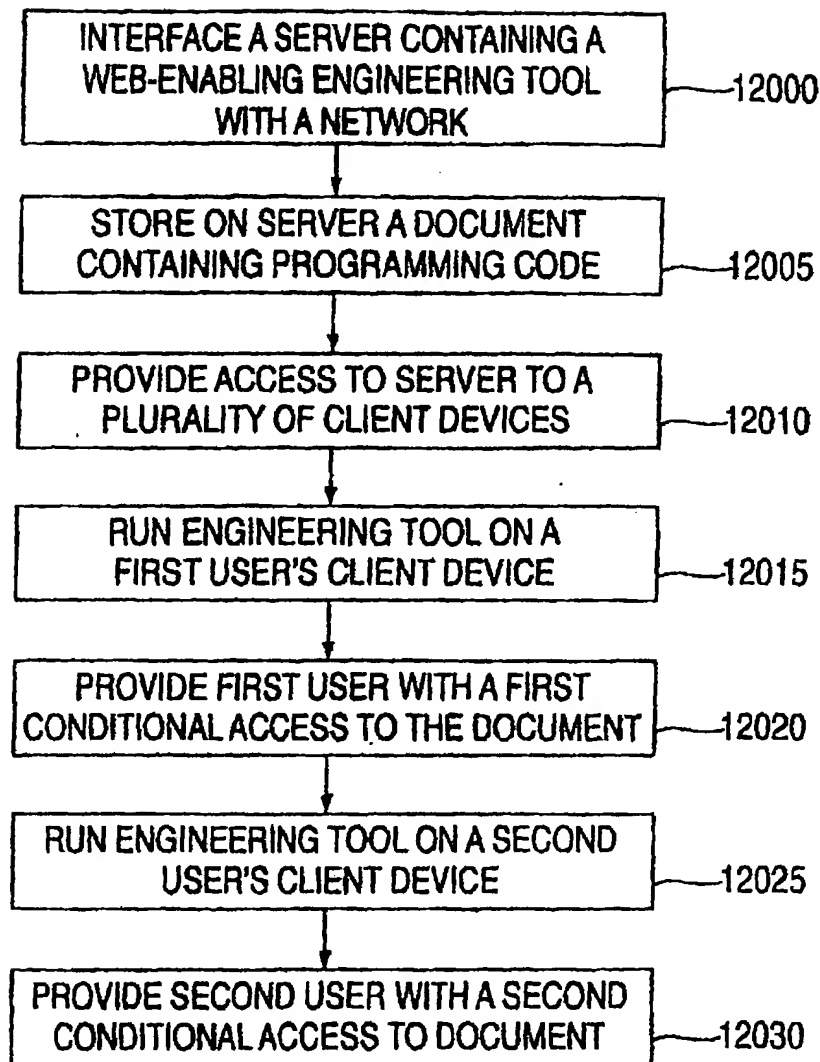 INTERFACE A SERVER CONTAINING A
WEB-ENABLING ENGINEERING TOOL
WITH A NETWORK
12000
STORE ON SERVER A DOCUMENT
CONTAINING PROGRAMMING CODE
12005
PROVIDE ACCESS TO SERVER TO A
PLURALITY OF CLIENT DEVICES
12010
RUN ENGINEERING TOOL ON A
FIRST USER'S CLIENT DEVICE
12015
PROVIDE FIRST USER WITH A FIRST
CONDITIONAL ACCESS TO THE DOCUMENT
12020
RUN ENGINEERING TOOL ON A SECOND
USER'S CLIENT DEVICE
12025
PROVIDE SECOND USER WITH A SECOND
CONDITIONAL ACCESS TO DOCUMENT
12030